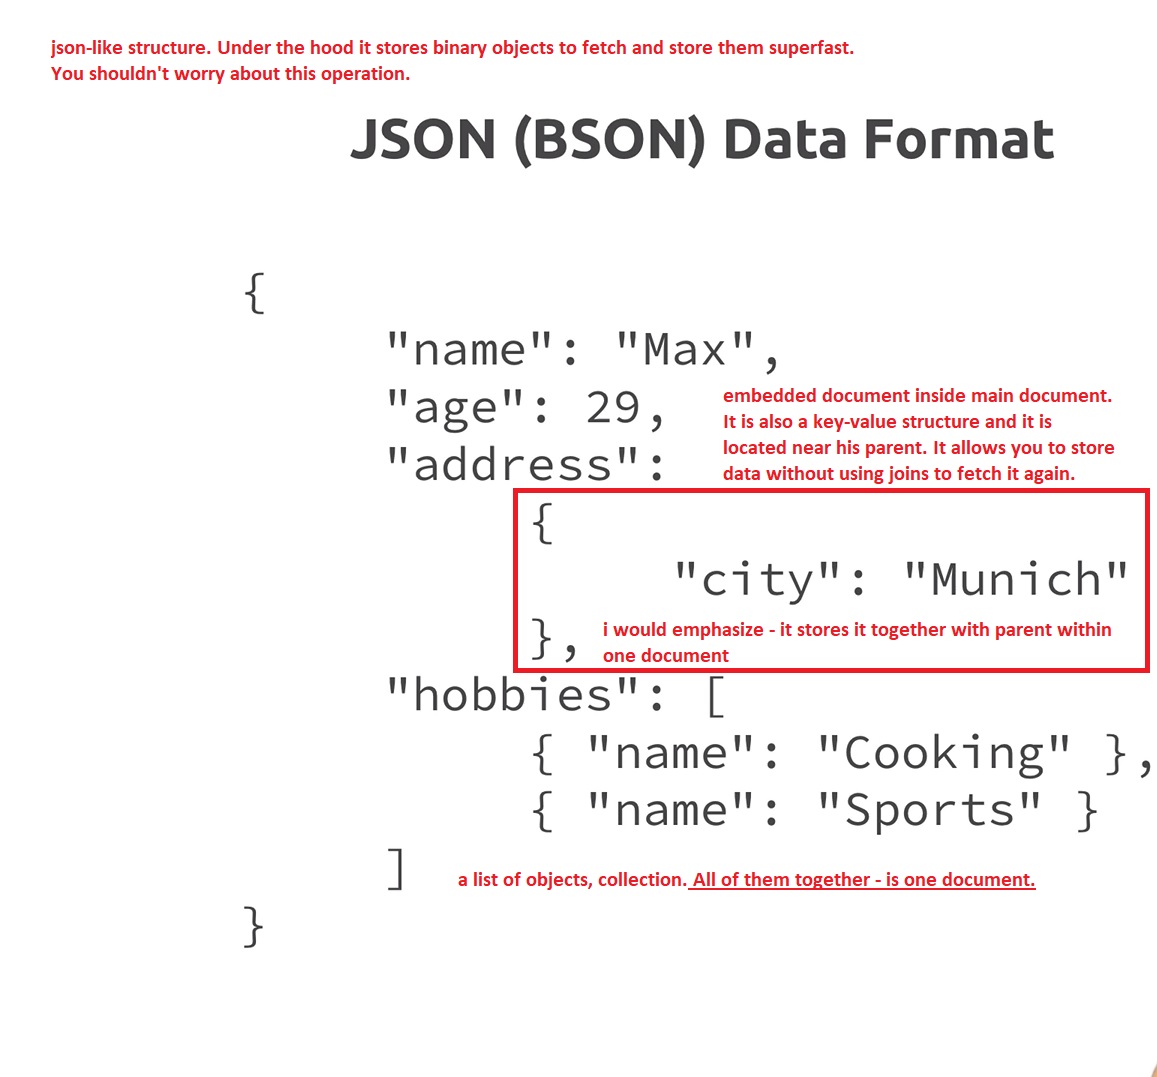 json-like structure. Under the hood it stores binary objects to fetch and store them superfast.
You shouldn't worry about this operation.
JSON (BSON) Data Format
{
"name": "Max",
"age": 29,
"address":
embedded document inside main document.
It is also a key-value structure and it is
located near his parent. It allows you to store
data without using joins to fetch it again.
{
"city": "Munich"
},
i would emphasize - it stores it together with parent within
one document
"hobbies": [
{ "name": "Cooking" },
{ "name": "Sports" }
]
a list of objects, collection. All of them together - is one document.
}